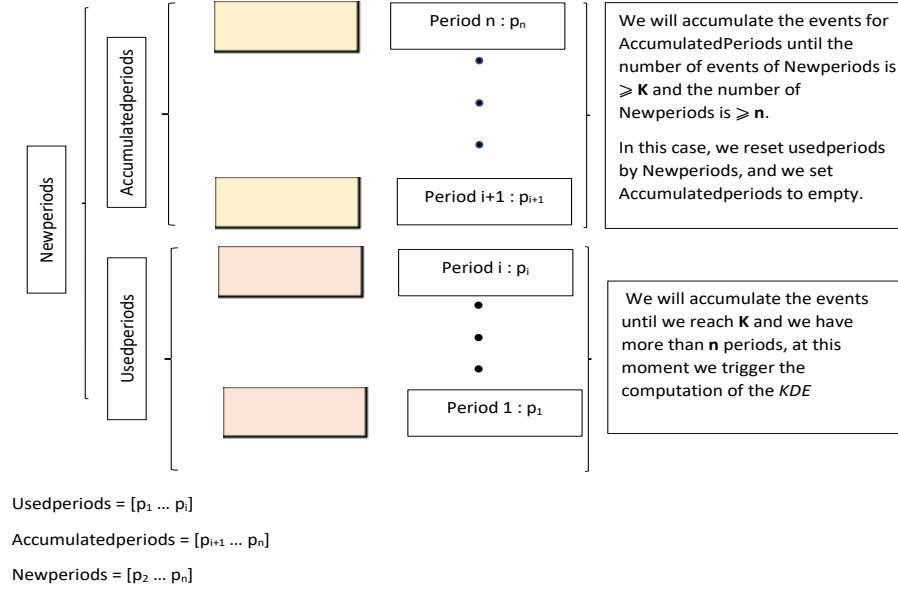 Newperiods
Accumulatedperiods
Usedperiods
Period n : pn
Period i+1 : pi+1
Period i : pi
Period 1 : p1
We will accumulate the events for
AccumulatedPeriods until the
number of events of Newperiods is
⩾ K and the number of
Newperiods is ⩾ n.
In this case, we reset usedperiods
by Newperiods, and we set
Accumulatedperiods to empty.
We will accumulate the events
until we reach K and we have
more than n periods, at this
moment we trigger the
computation of the KDE
Usedperiods = [p1 ... pi]
Accumulatedperiods = [pi+1 ... pn]
Newperiods = [p2 ... pn]